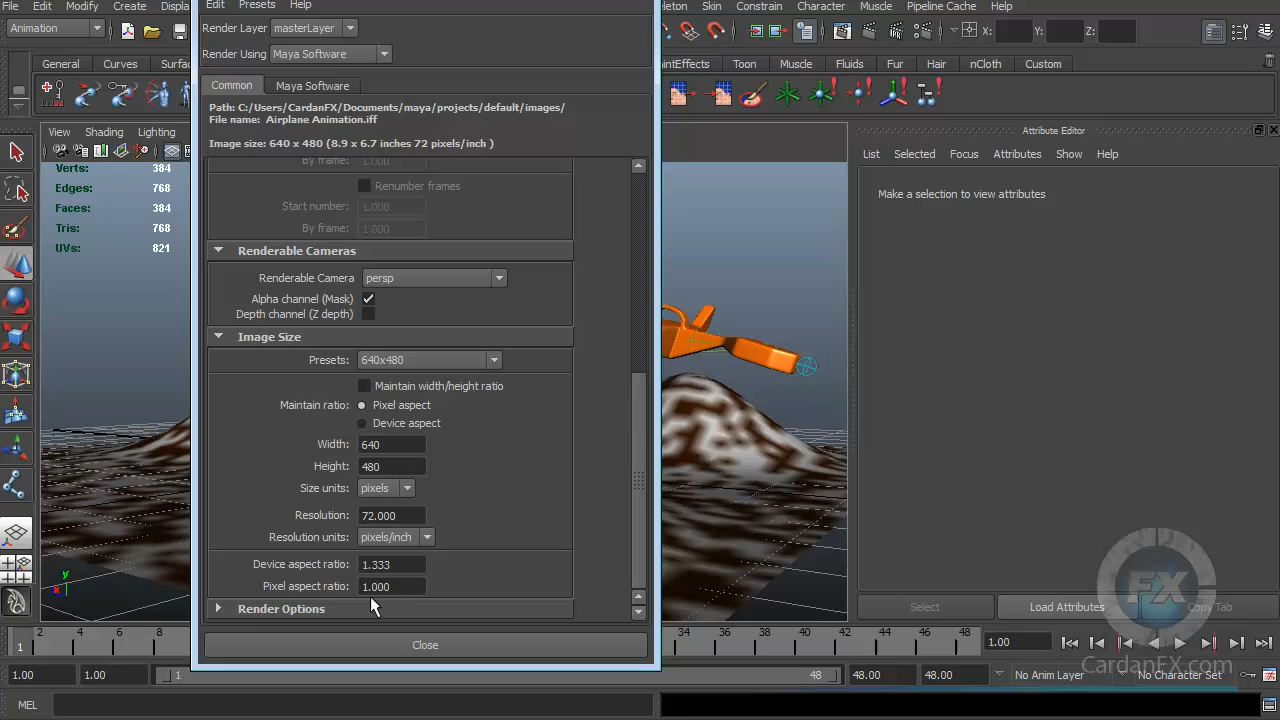 File Edit Modify Create Display
Skeleton Skin Constrain Character Muscle Pipeline Cache Help
Edit Presets Help
Animation
Render Layer masterLayer
X: Y: Z:
Render Using Maya Software
General Curves
PaintEffects Toon Muscle Fluids Fur Hair nCloth Custom
Common Maya Software
Path: C:/Users/CardanFX/Documents/maya/projects/default/images/
File name: Airplane Animation.iff
Image size: 640 x 480 (8.9 x 6.7 inches 72 pixels/inch )
View Shading Lighting
Attribute Editor
List Selected Focus Attributes Show Help
Make a selection to view attributes
Verts: 384
Edges: 768
Faces: 384
Tris: 768
UVs: 821
By frame: 1.000
Renumber frames
Start number: 1.000
By frame: 1.000
Renderable Cameras
Renderable Camera persp
Alpha channel (Mask)
Depth channel (Z depth)
Image Size
Presets: 640x480
Maintain width/height ratio
Maintain ratio: Pixel aspect
Device aspect
Width: 640
Height: 480
Size units: pixels
Resolution: 72.000
Resolution units: pixels/inch
Device aspect ratio: 1.333
Pixel aspect ratio: 1.000
Render Options
Close
y
x
Select Load Attributes Copy Tab
FX
CardanFX.com
1 2 4 6 8 34 36 38 40 42 44 46 48 1.00
1.00 1.00 1 48 48.00 48.00 No Anim Layer No Character Set
MEL